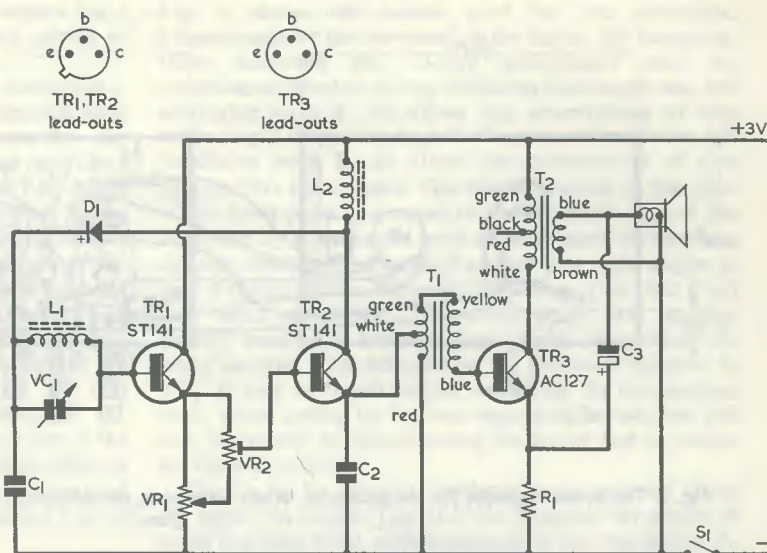 b
e c
TR1,TR2
lead-outs
b
e c
TR3
lead-outs
+3V
L2
D1
+
T2
green
blue
black
red
white
brown
L1
TR1
ST141
TR2
ST141
T1
green
yellow
white
blue
red
TR3
AC127
C3
+
VC1
VR2
C1
VR1
C2
R1
S1
–